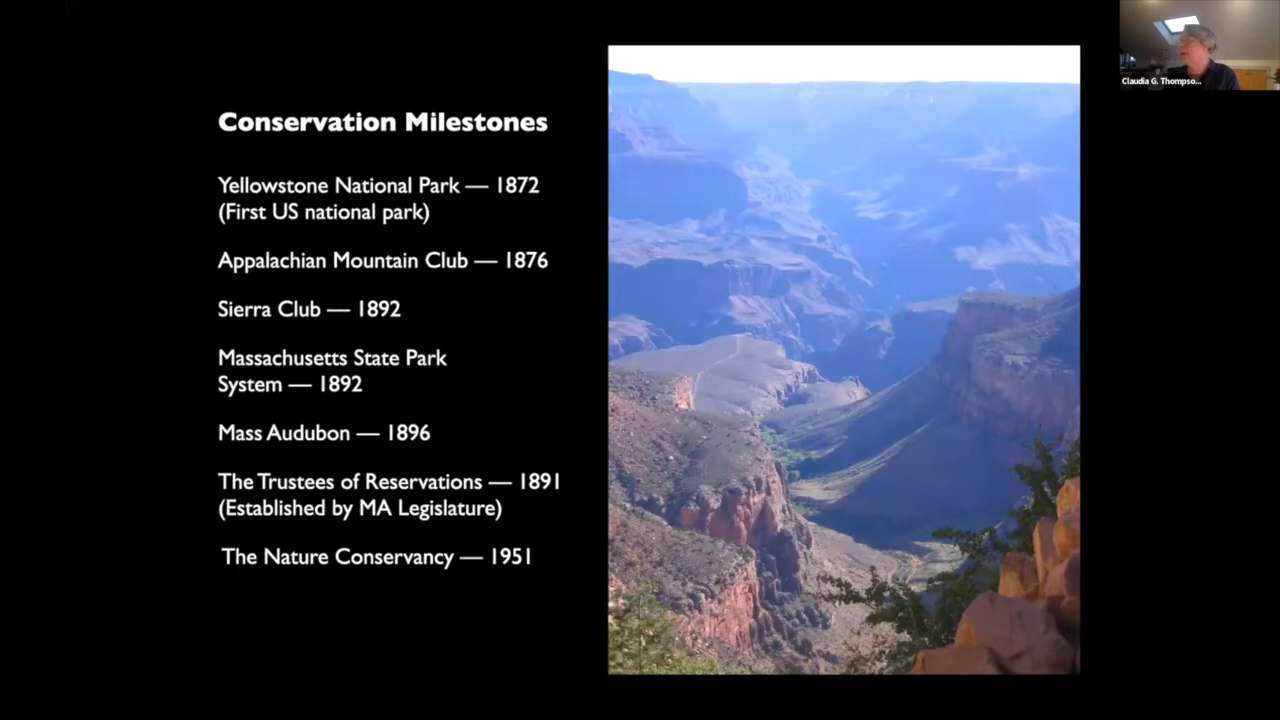 Conservation Milestones
Yellowstone National Park — 1872
(First US national park)
Appalachian Mountain Club — 1876
Sierra Club — 1892
Massachusetts State Park
System — 1892
Mass Audubon — 1896
The Trustees of Reservations — 1891
(Established by MA Legislature)
The Nature Conservancy — 1951
Claudia G. Thompso...